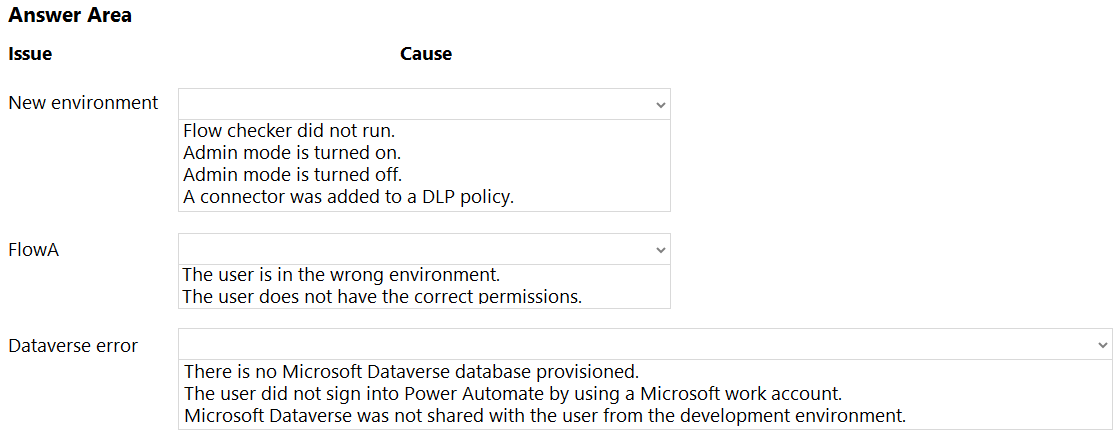 Answer Area
Issue Cause
New environment
Flow checker did not run.
Admin mode is turned on.
Admin mode is turned off.
A connector was added to a DLP policy.
FlowA
The user is in the wrong environment.
The user does not have the correct permissions.
Dataverse error
There is no Microsoft Dataverse database provisioned.
The user did not sign into Power Automate by using a Microsoft work account.
Microsoft Dataverse was not shared with the user from the development environment.